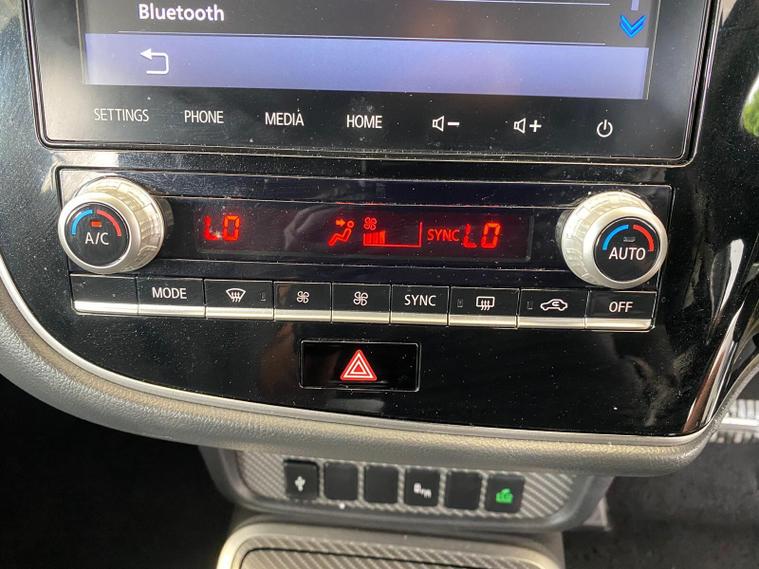 Bluetooth
SETTINGS PHONE MEDIA HOME
A/C LO SYNC LO AUTO
MODE SYNC OFF